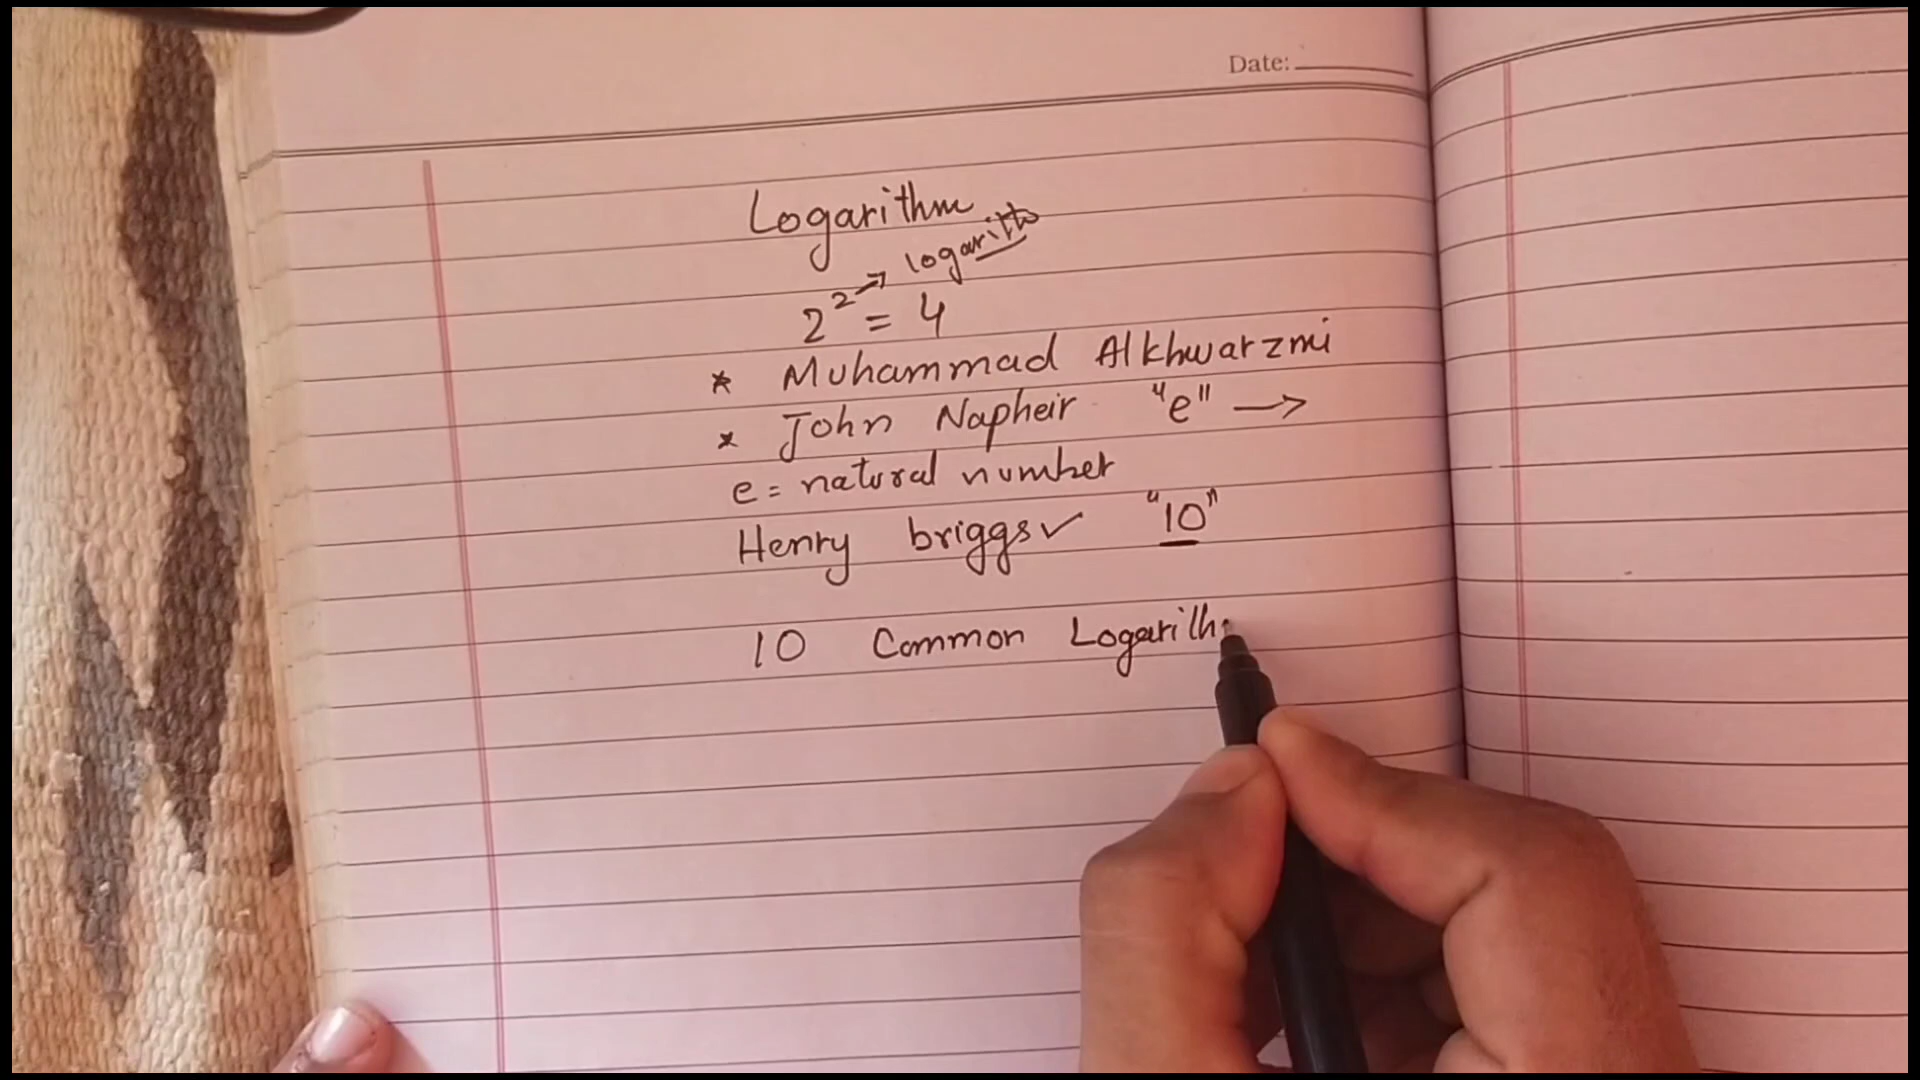 Date:
Logarithm
logarithm
2² = 4
* Muhammad Alkhwarzmi
* John Napheir "e" →
e = natural number
Henry briggs✓ "10"
10 Common Logarith